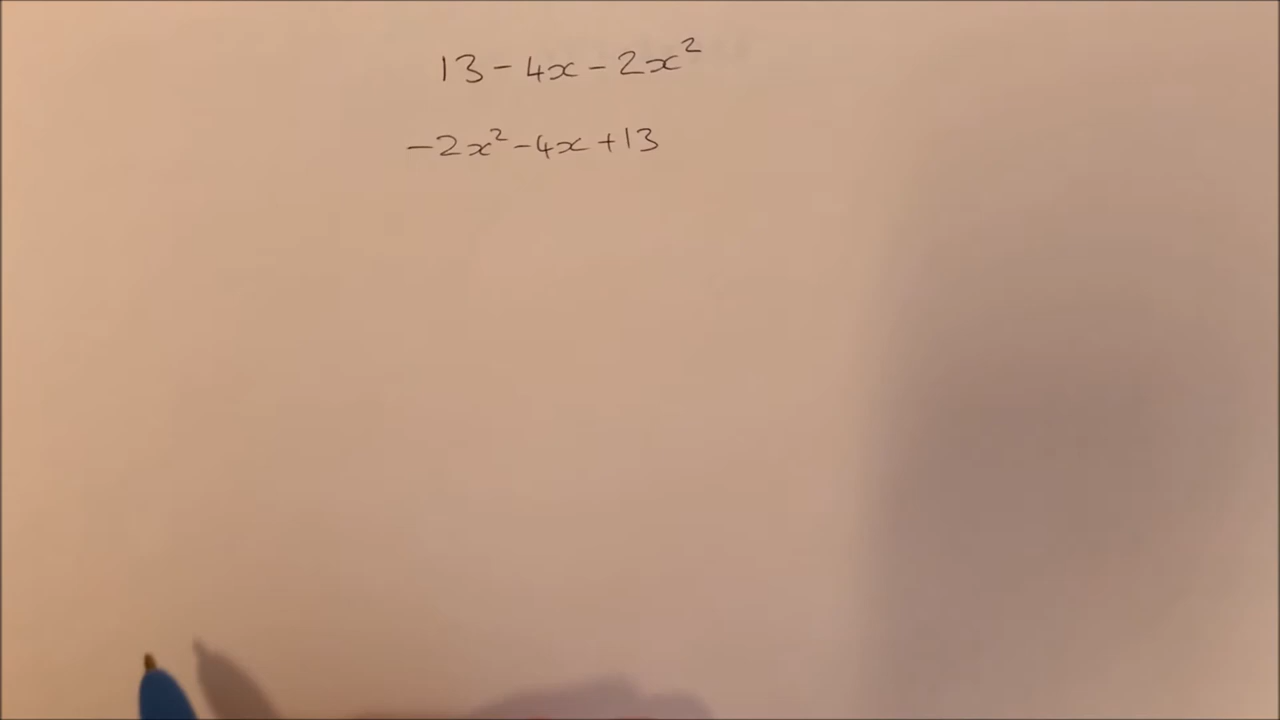 13 - 4x - 2x²
-2x² - 4x + 13